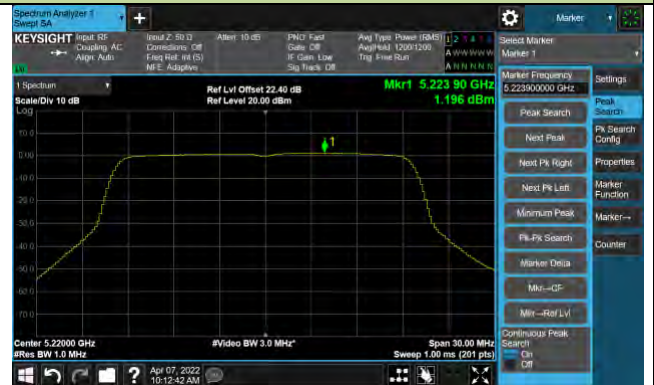 Spectrum Analyzer 1
Swept SA
+
Marker
KEYSIGHT
Input: RF
Coupling: AC
Align: Auto
Input Z: 50 Ω
Corrections: Off
Freq Ref: Int (S)
NFE: Adaptive
Atten: 10 dB
PNO: Fast
Gate: Off
IF Gain: Low
Sig Track: Off
Avg Type: Power (RMS)
Avg|Hold: 1200/1200
Trig: Free Run
A W W W W W
A N N N N N
Select Marker
Marker 1
1 Spectrum
Scale/Div 10 dB
Log
Ref Lvl Offset 22.40 dB
Ref Level 20.00 dBm
Mkr1 5.223 90 GHz
1.196 dBm
10.0
0.00
-10.0
-20.0
-30.0
-40.0
-50.0
-60.0
-70.0
1
Center 5.22000 GHz
#Res BW 1.0 MHz
#Video BW 3.0 MHz*
Span 30.00 MHz
Sweep 1.00 ms (201 pts)
Marker Frequency
5.223900000 GHz
Peak Search
Next Peak
Next Pk Right
Next Pk Left
Minimum Peak
Pk-Pk Search
Marker Delta
Mkr→CF
Mkr→Ref Lvl
Continuous Peak
Search
On
Off
Settings
Peak
Search
Pk Search
Config
Properties
Marker
Function
Marker→
Counter
?
Apr 07, 2022
10:12:42 AM